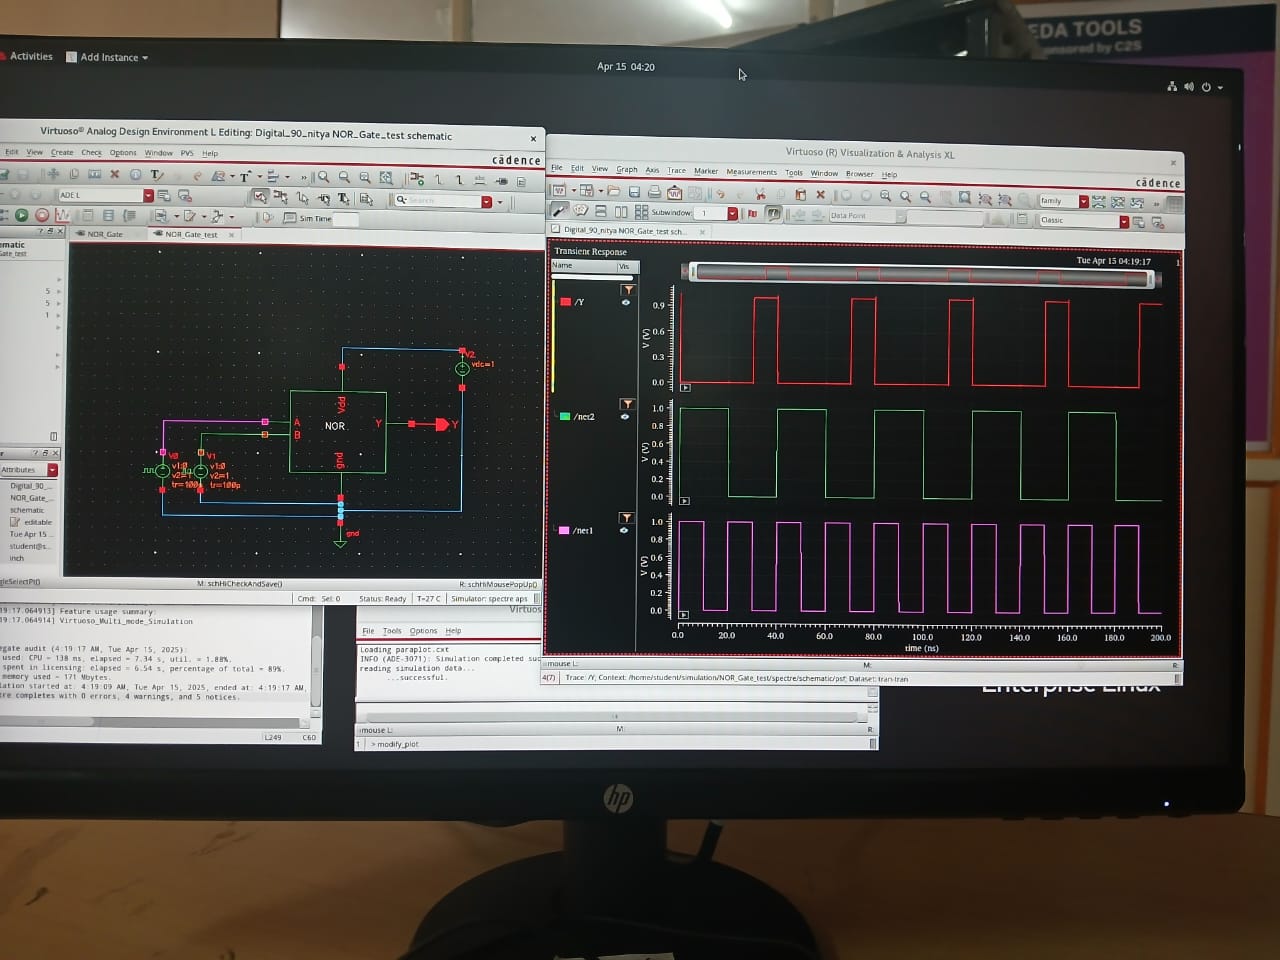 EDA TOOLS
onsored by C2S
Activities
Add Instance
Apr 15 04:20
Virtuoso® Analog Design Environment L Editing: Digital_90_nitya NOR_Gate_test schematic
Edit View Create Check Options Window PVS Help
cādence
ADE L
Search
Sim Time
NOR_Gate
NOR_Gate_test
ematic
Gate_test
5
5
1
V2
vdc=1
Vdd
A
B
NOR
Y
Y
gnd
V0
v1:0
tr=100
V1
v1:0
v2=1
tr=100p
gnd
Attributes
Digital_90_...
NOR_Gate_...
schematic
editable
Tue Apr 15 ...
student@s...
inch
gleSelectPt()
M: schHiCheckAndSave()
R: schHiMousePopUp()
Cmd: Sel: 0
Status: Ready
T=27 C
Simulator: spectre aps
Virtuoso (R) Visualization & Analysis XL
File Edit View Graph Axis Trace Marker Measurements Tools Window Browser Help
cādence
family
Subwindow: 1
Data Point
Classic
Digital_90_nitya NOR_Gate_test sch...
Transient Response
Tue Apr 15 04:19:17
1
Name
Vis
/Y
V (V)
0.9
0.6
0.3
0.0
/net2
V (V)
1.0
0.8
0.6
0.4
0.2
0.0
/net1
V (V)
1.0
0.8
0.6
0.4
0.2
0.0
0.0 20.0 40.0 60.0 80.0 100.0 120.0 140.0 160.0 180.0 200.0
time (ns)
mouse L:
M:
R:
4(7)
Trace: /Y; Context: /home/student/simulation/NOR_Gate_test/spectre/schematic/psf; Dataset: tran-tran
19:17.064913] Feature usage summary:
19:17.064914] Virtuoso_Multi_mode_Simulation
egate audit (4:19:17 AM, Tue Apr 15, 2025):
used: CPU = 138 ms, elapsed = 7.34 s, util. = 1.88%.
spent in licensing: elapsed = 6.54 s, percentage of total = 89%.
memory used = 171 Mbytes.
lation started at: 4:19:09 AM, Tue Apr 15, 2025, ended at: 4:19:17 AM,
tre completes with 0 errors, 4 warnings, and 5 notices.
L249 C60
Virtuos
File Tools Options Help
Loading paraplot.cxt
INFO (ADE-3071): Simulation completed suc
reading simulation data...
...successful.
mouse L:
M:
R:
1
> modify_plot
Enterprise Linux
hp